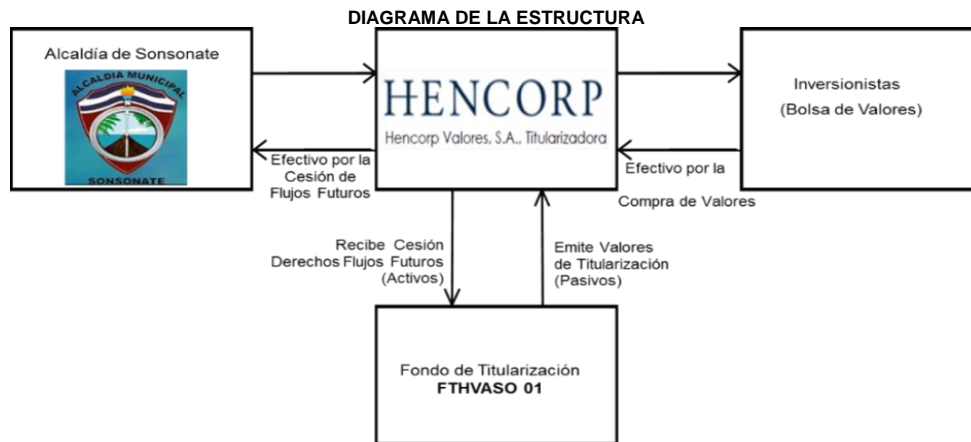 DIAGRAMA DE LA ESTRUCTURA
Alcaldía de Sonsonate
ALCALDIA MUNICIPAL
SONSONATE
HENCORP
Hencorp Valores, S.A., Titularizadora
Inversionistas
(Bolsa de Valores)
Efectivo por la
Cesión de
Flujos Futuros
Efectivo por la
Compra de Valores
Recibe Cesión
Derechos Flujos Futuros
(Activos)
Emite Valores
de Titularización
(Pasivos)
Fondo de Titularización
FTHVASO 01